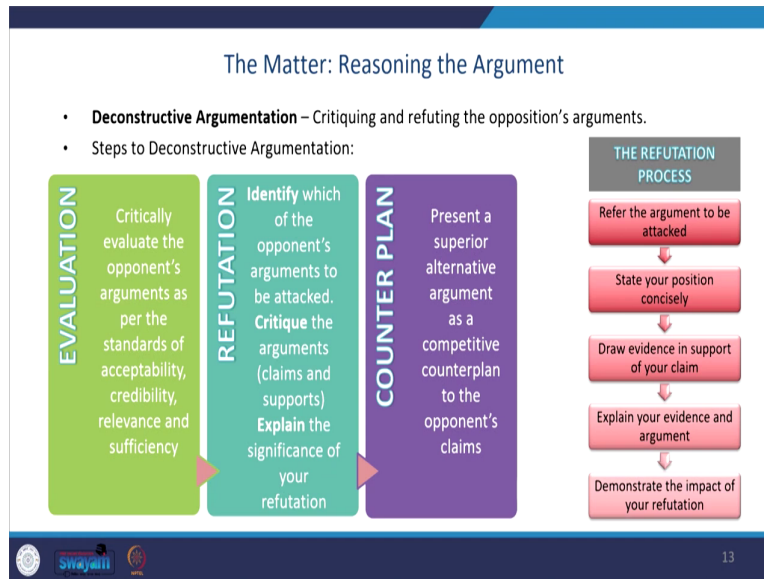 The Matter: Reasoning the Argument
• Deconstructive Argumentation – Critiquing and refuting the opposition's arguments.
• Steps to Deconstructive Argumentation:
EVALUATION
Critically
evaluate the
opponent's
arguments as
per the
standards of
acceptability,
credibility,
relevance and
sufficiency
REFUTATION
Identify which
of the
opponent's
arguments to
be attacked.
Critique the
arguments
(claims and
supports)
Explain the
significance of
your
refutation
COUNTER PLAN
Present a
superior
alternative
argument
as a
competitive
counterplan
to the
opponent's
claims
THE REFUTATION
PROCESS
Refer the argument to be
attacked
State your position
concisely
Draw evidence in support
of your claim
Explain your evidence and
argument
Demonstrate the impact of
your refutation
swayam
NPTEL
13